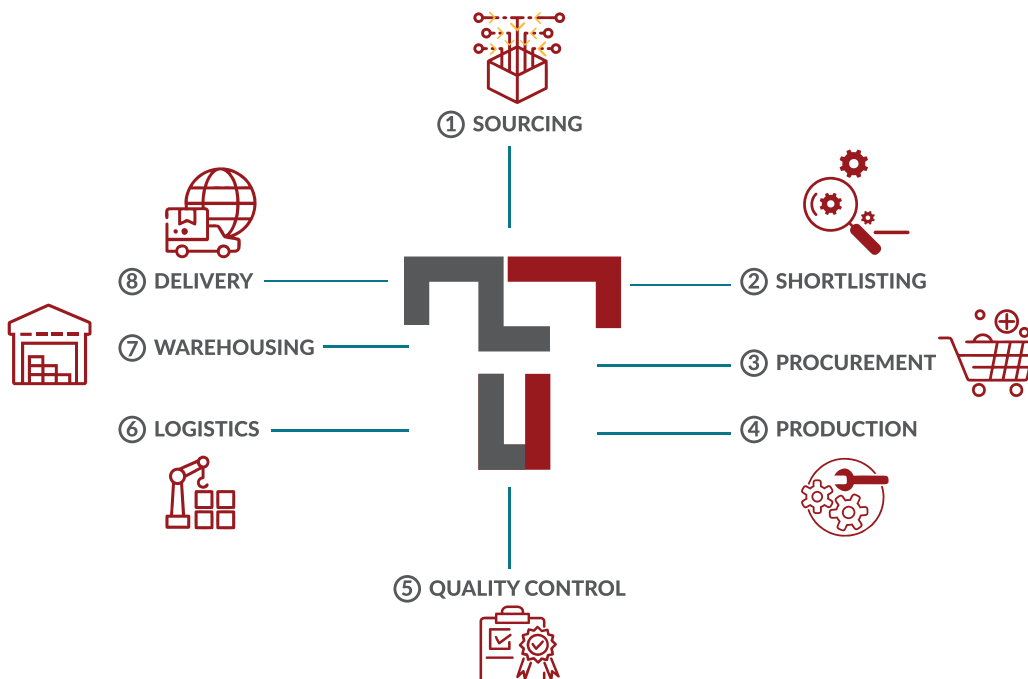 1 SOURCING
2 SHORTLISTING
3 PROCUREMENT
4 PRODUCTION
5 QUALITY CONTROL
6 LOGISTICS
7 WAREHOUSING
8 DELIVERY